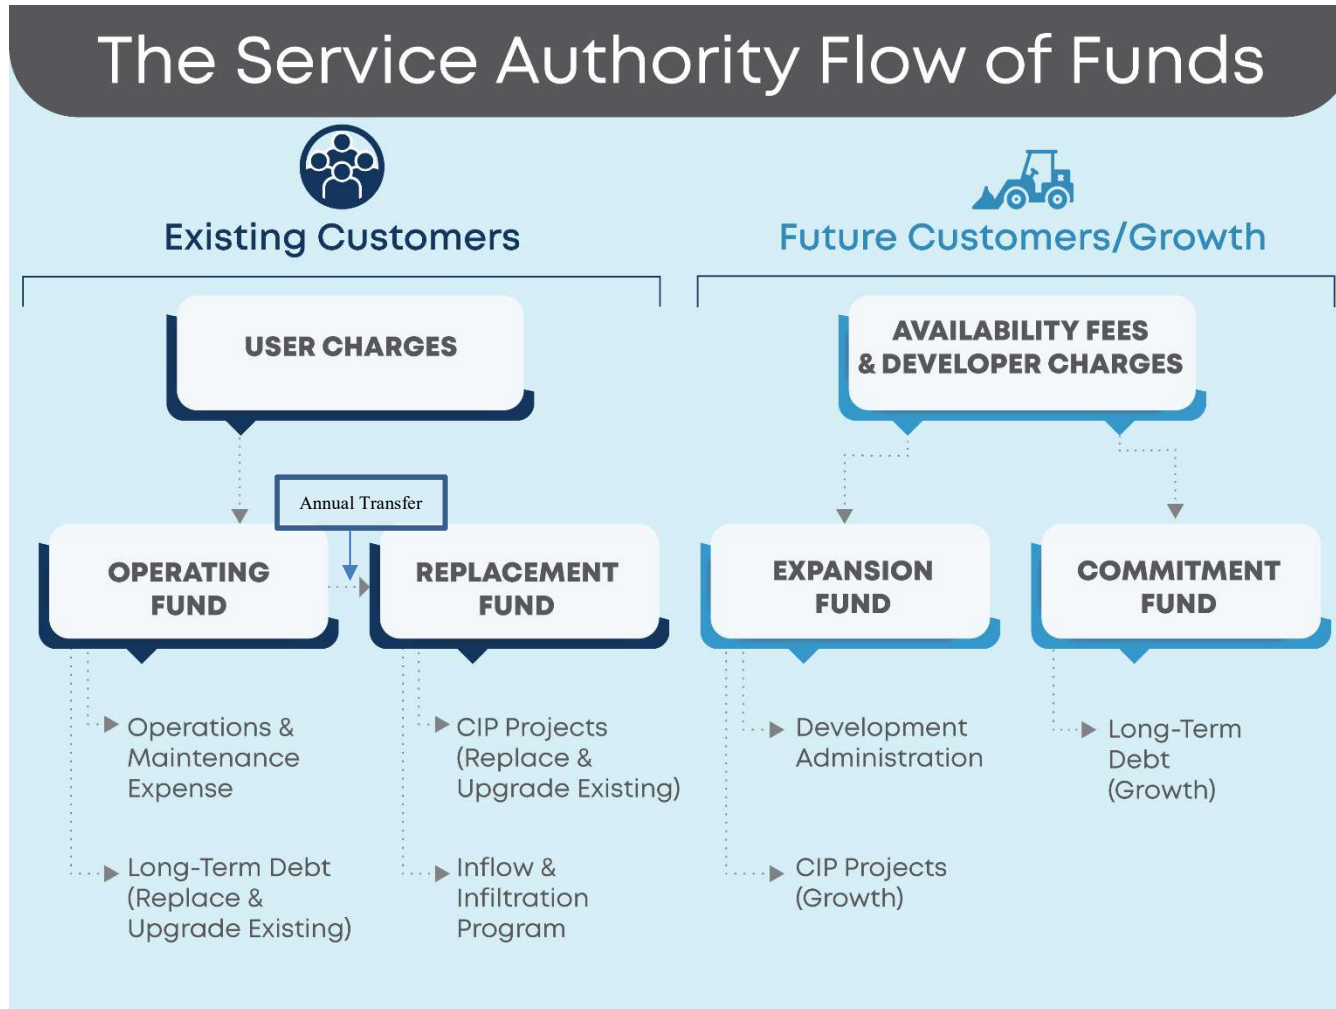 The Service Authority Flow of Funds
Existing Customers
Future Customers/Growth
USER CHARGES
AVAILABILITY FEES
& DEVELOPER CHARGES
Annual Transfer
OPERATING
FUND
REPLACEMENT
FUND
EXPANSION
FUND
COMMITMENT
FUND
Operations &
Maintenance
Expense
Long-Term Debt
(Replace &
Upgrade Existing)
CIP Projects
(Replace &
Upgrade Existing)
Inflow &
Infiltration
Program
Development
Administration
CIP Projects
(Growth)
Long-Term
Debt
(Growth)